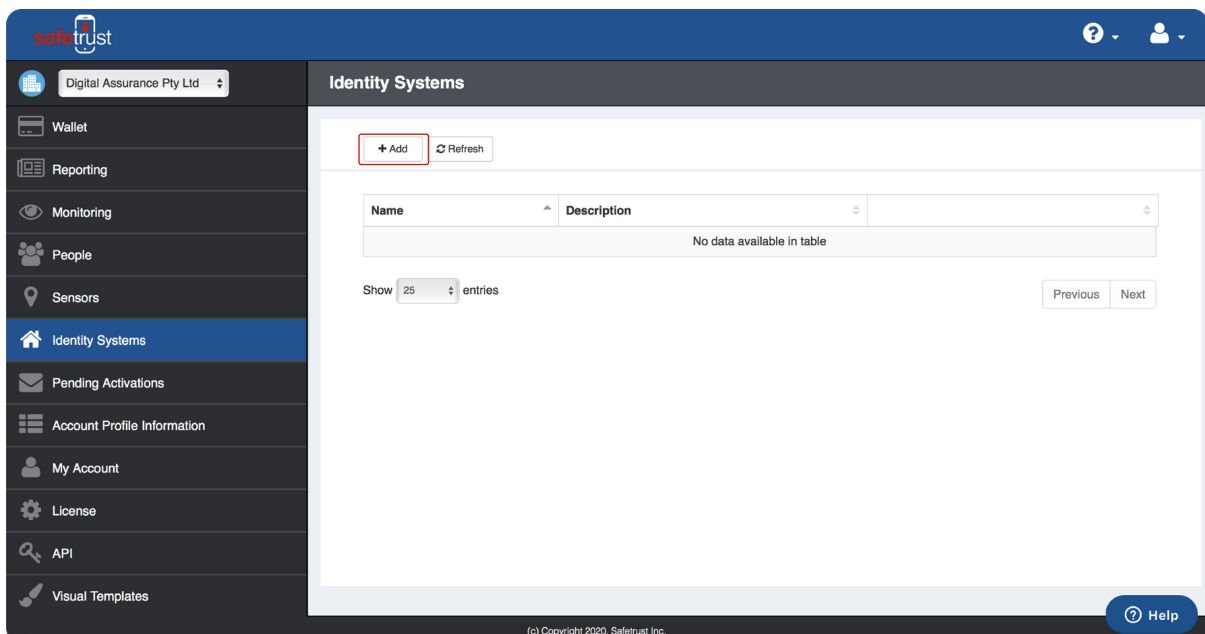 safetrust
Digital Assurance Pty Ltd
Identity Systems
Wallet
Reporting
Monitoring
People
Sensors
Identity Systems
Pending Activations
Account Profile Information
My Account
License
API
Visual Templates
+ Add
Refresh
Name
Description
No data available in table
Show 25 entries
Previous
Next
? Help
(c) Copyright 2020. Safetrust Inc.